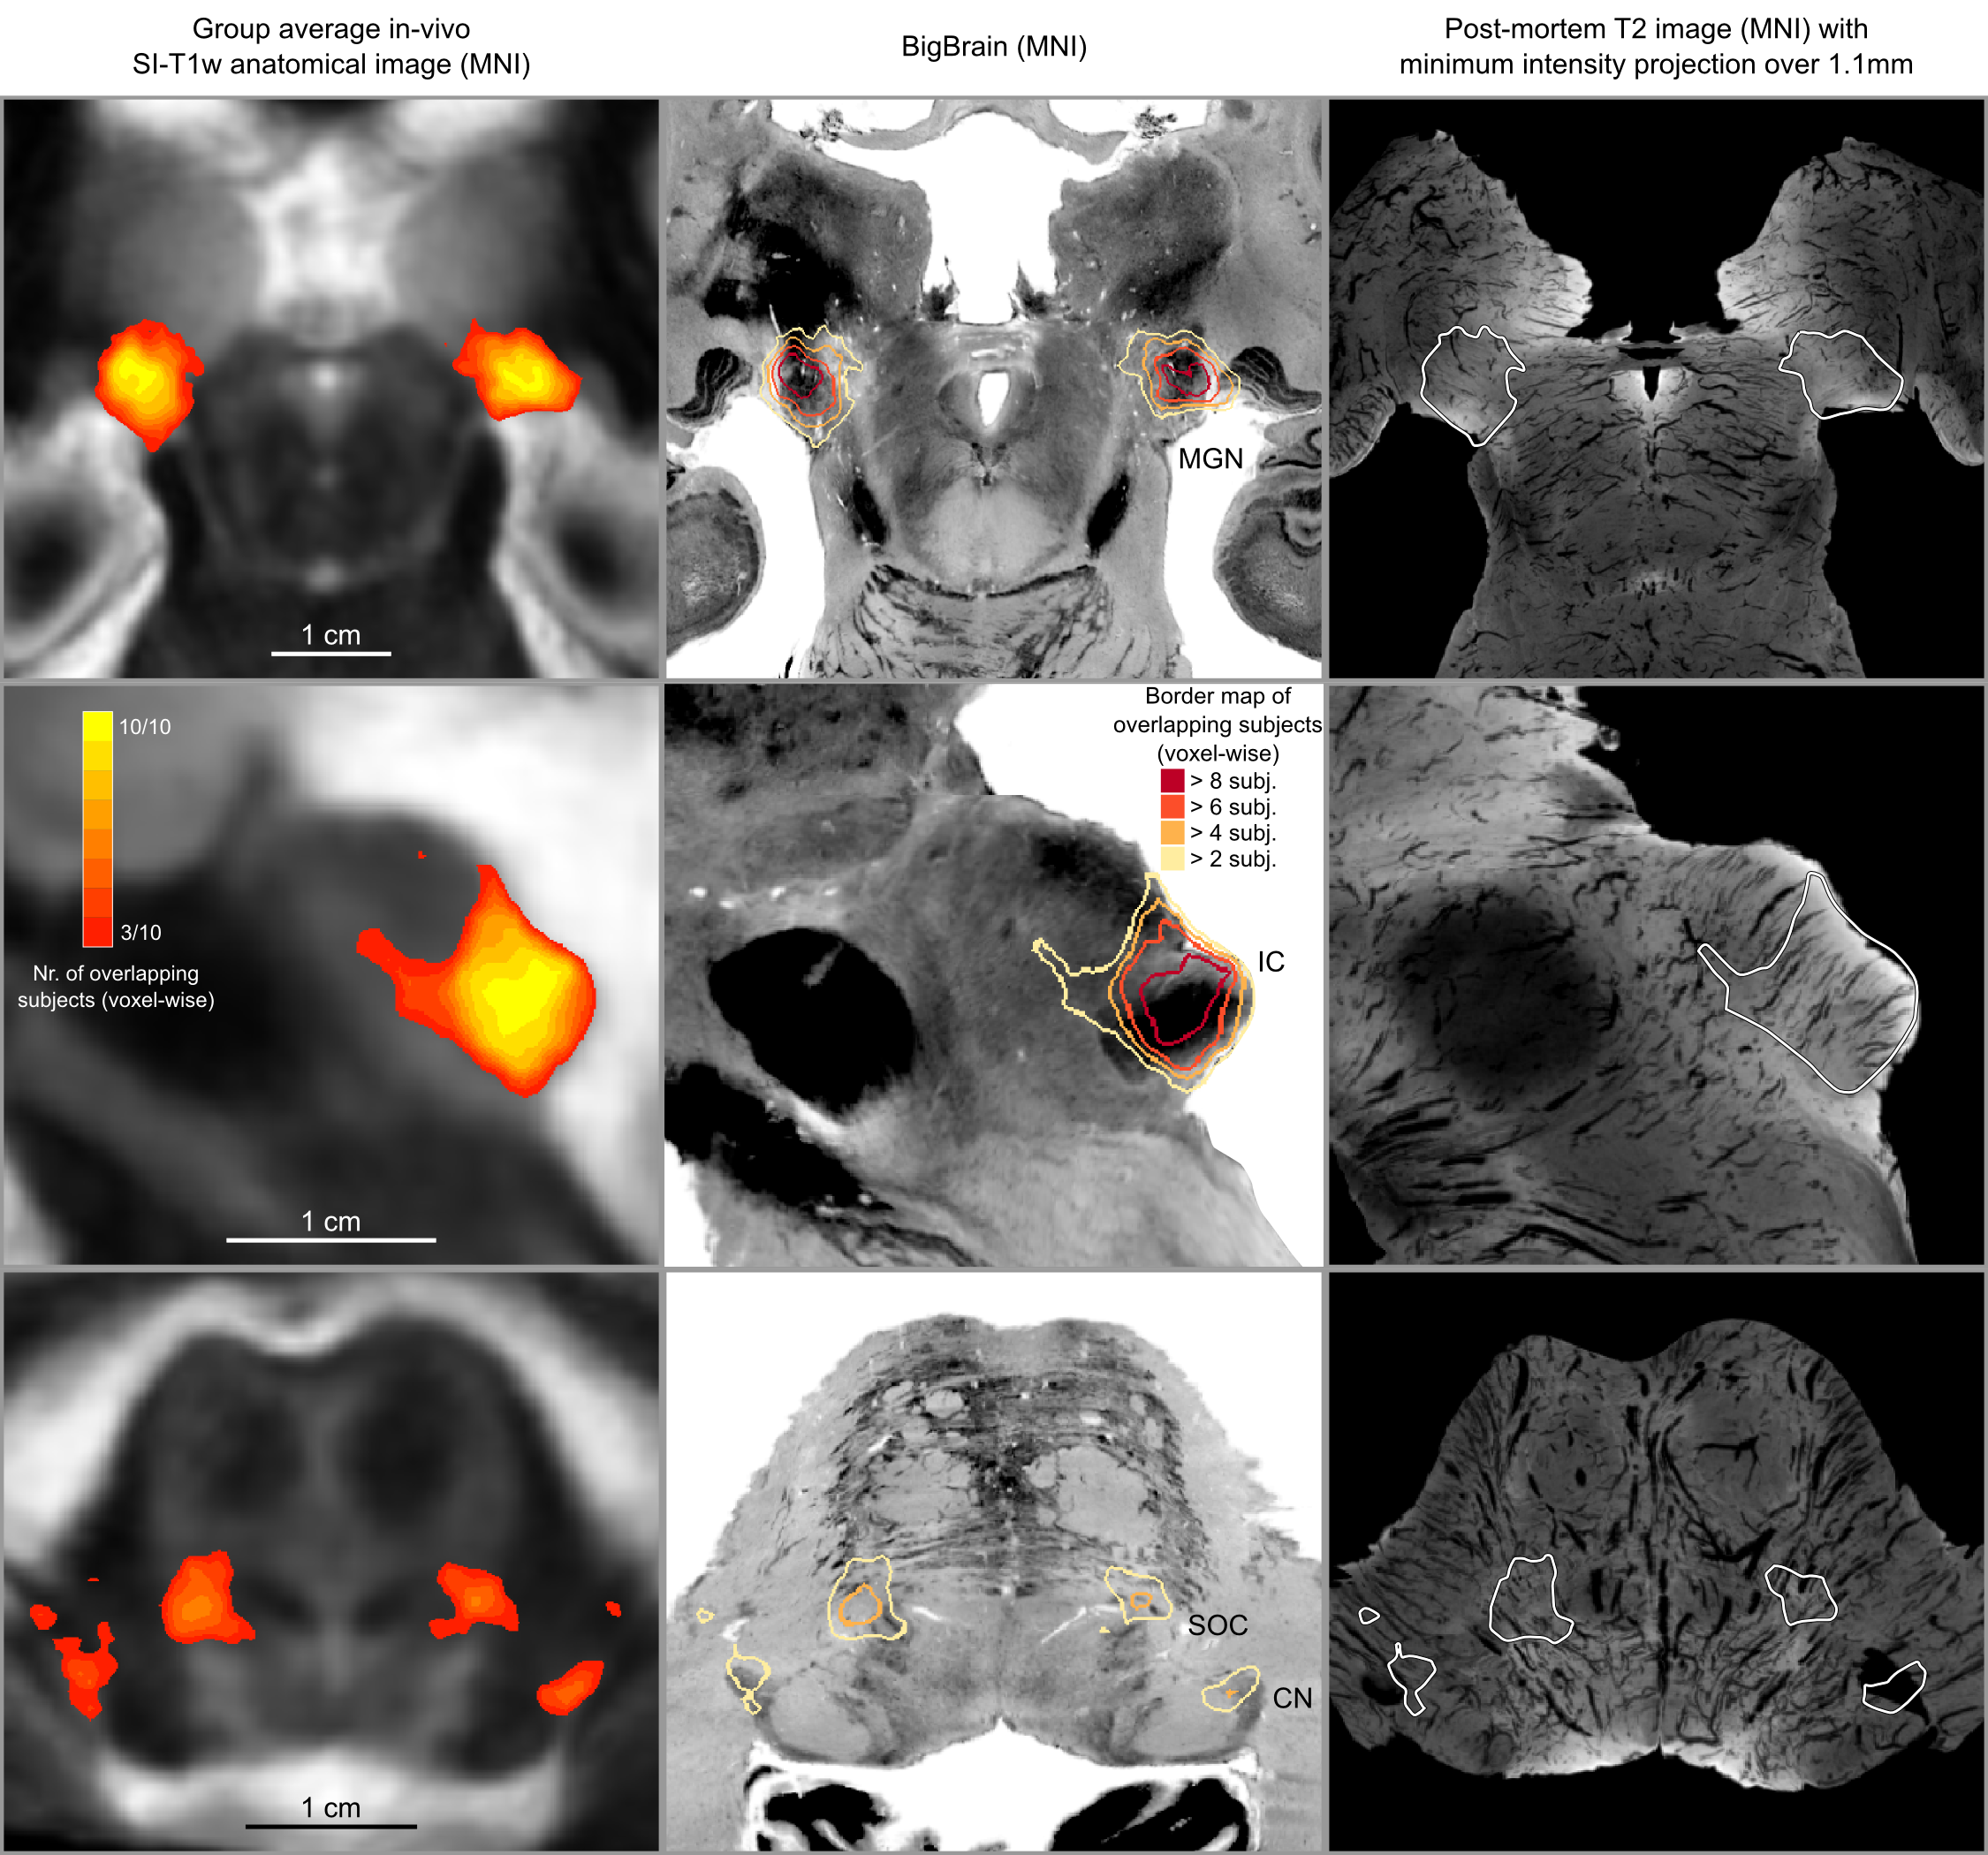 Group average in-vivo
SI-T1w anatomical image (MNI)
BigBrain (MNI)
Post-mortem T2 image (MNI) with
minimum intensity projection over 1.1mm
1 cm
MGN
10/10
3/10
Nr. of overlapping
subjects (voxel-wise)
1 cm
Border map of
overlapping subjects
(voxel-wise)
> 8 subj.
> 6 subj.
> 4 subj.
> 2 subj.
IC
1 cm
SOC
CN